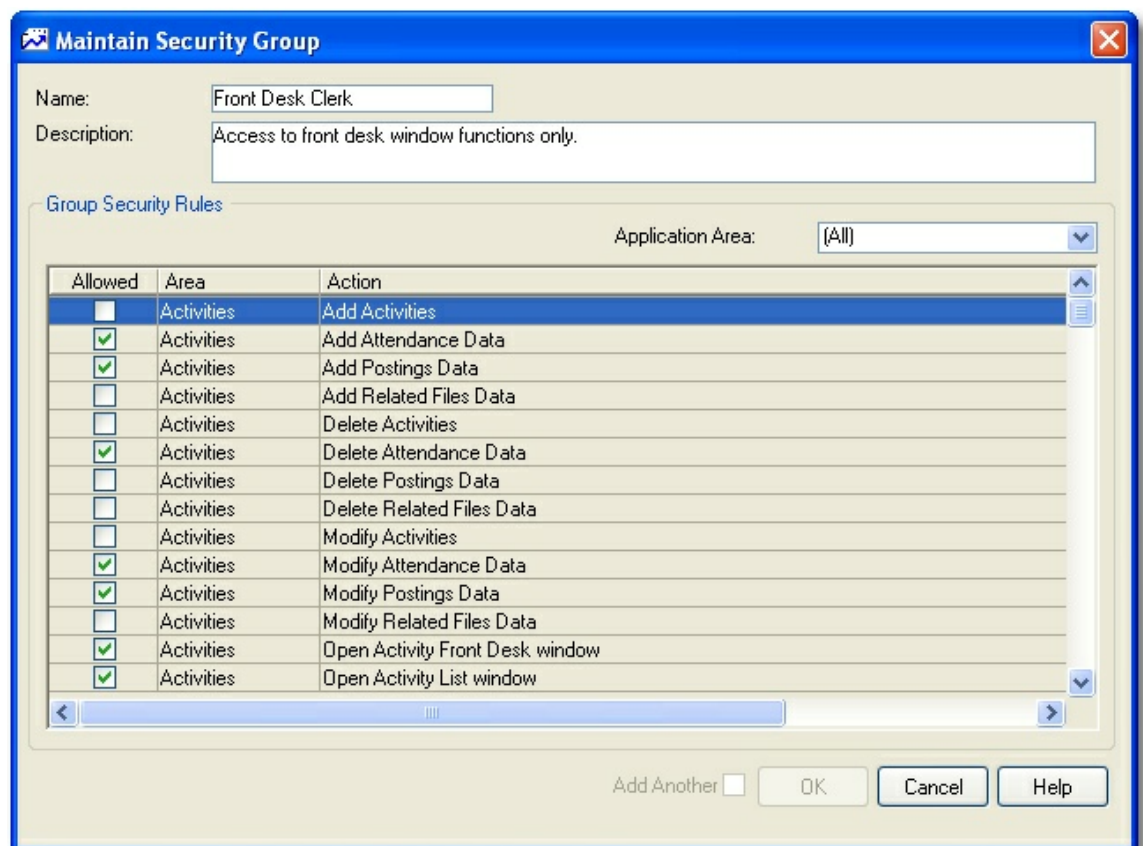 Maintain Security Group
Name: Front Desk Clerk
Description: Access to front desk window functions only.
Group Security Rules
Application Area: (All)
Allowed Area Action
Activities Add Activities
Activities Add Attendance Data
Activities Add Postings Data
Activities Add Related Files Data
Activities Delete Activities
Activities Delete Attendance Data
Activities Delete Postings Data
Activities Delete Related Files Data
Activities Modify Activities
Activities Modify Attendance Data
Activities Modify Postings Data
Activities Modify Related Files Data
Activities Open Activity Front Desk window
Activities Open Activity List window
Add Another OK Cancel Help